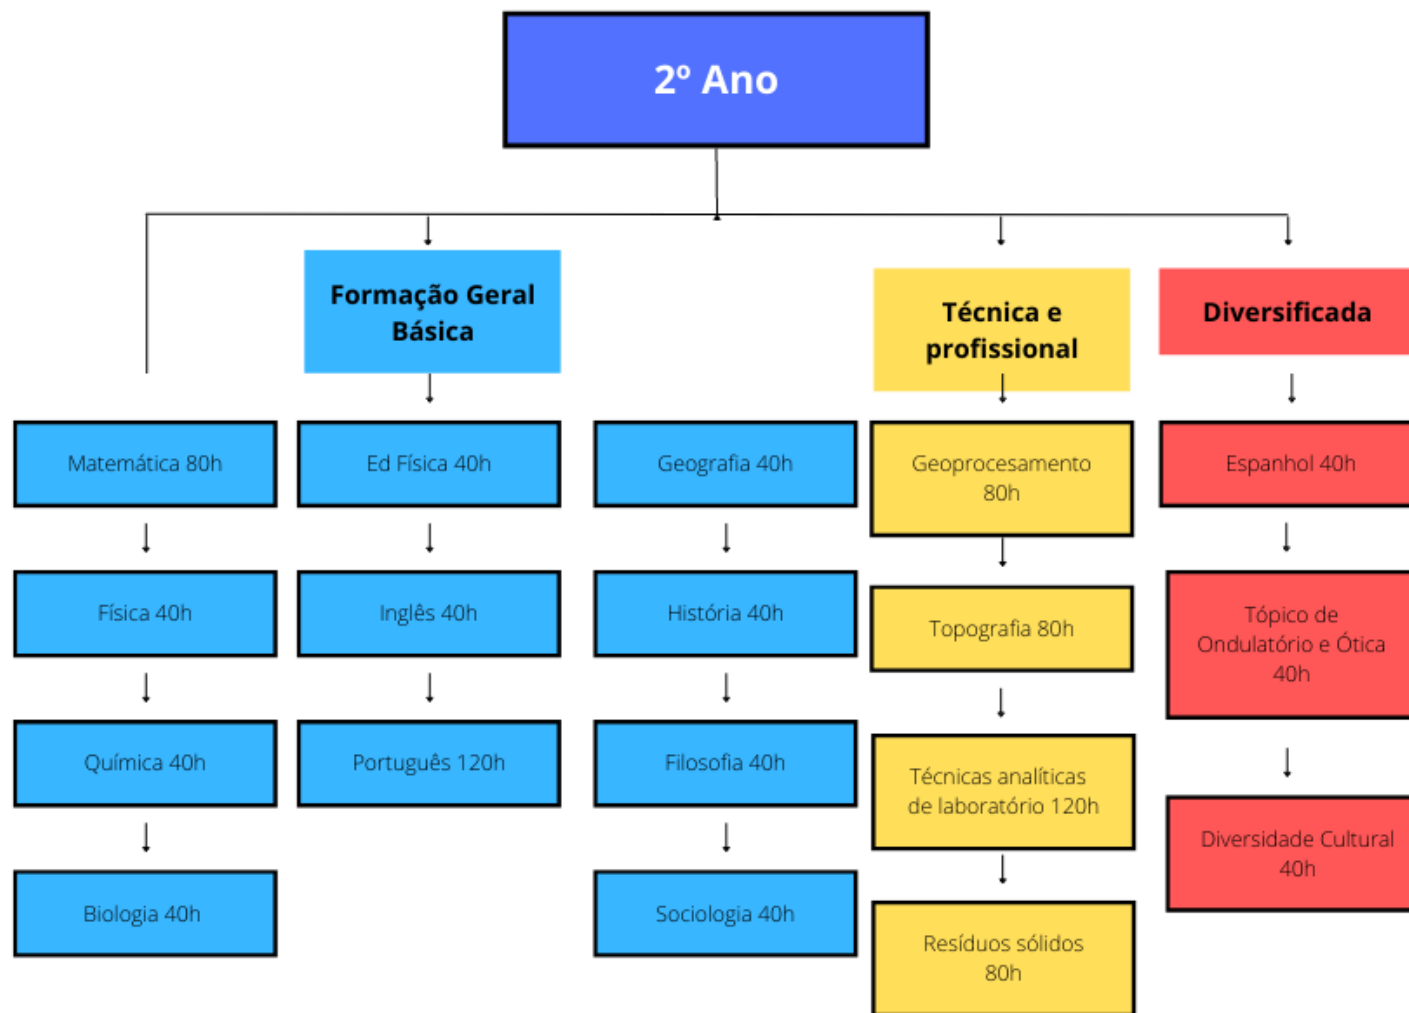 2º Ano
Formação Geral
Básica
Técnica e
profissional
Diversificada
Matemática 80h
Física 40h
Química 40h
Biologia 40h
Ed Física 40h
Inglês 40h
Português 120h
Geografia 40h
História 40h
Filosofia 40h
Sociologia 40h
Geoprocesamento
80h
Topografia 80h
Técnicas analíticas
de laboratório 120h
Resíduos sólidos
80h
Espanhol 40h
Tópico de
Ondulatório e Ótica
40h
Diversidade Cultural
40h